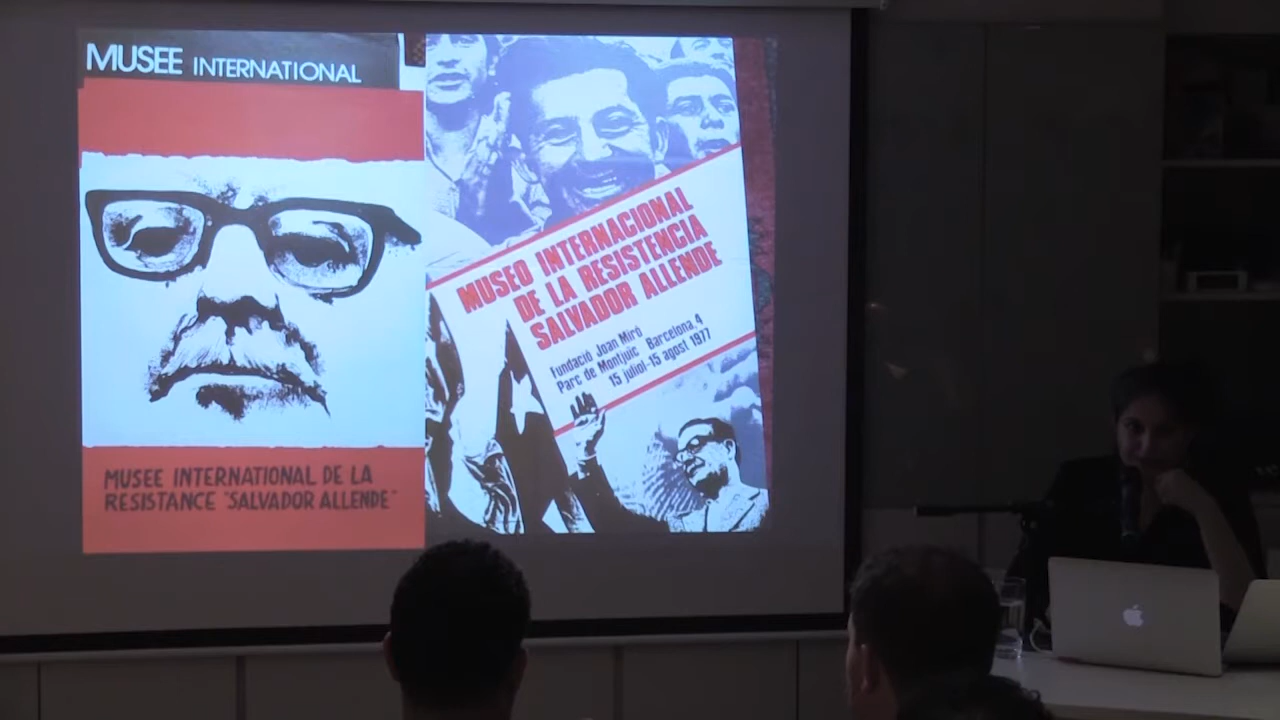 MUSEE INTERNATIONAL
MUSEE INTERNATIONAL DE LA
RESISTANCE "SALVADOR ALLENDE"
MUSEO INTERNACIONAL
DE LA RESISTENCIA
SALVADOR ALLENDE
Fundació Joan Miró
Parc de Montjuïc Barcelona, 4
15 juliol-15 agost 1977